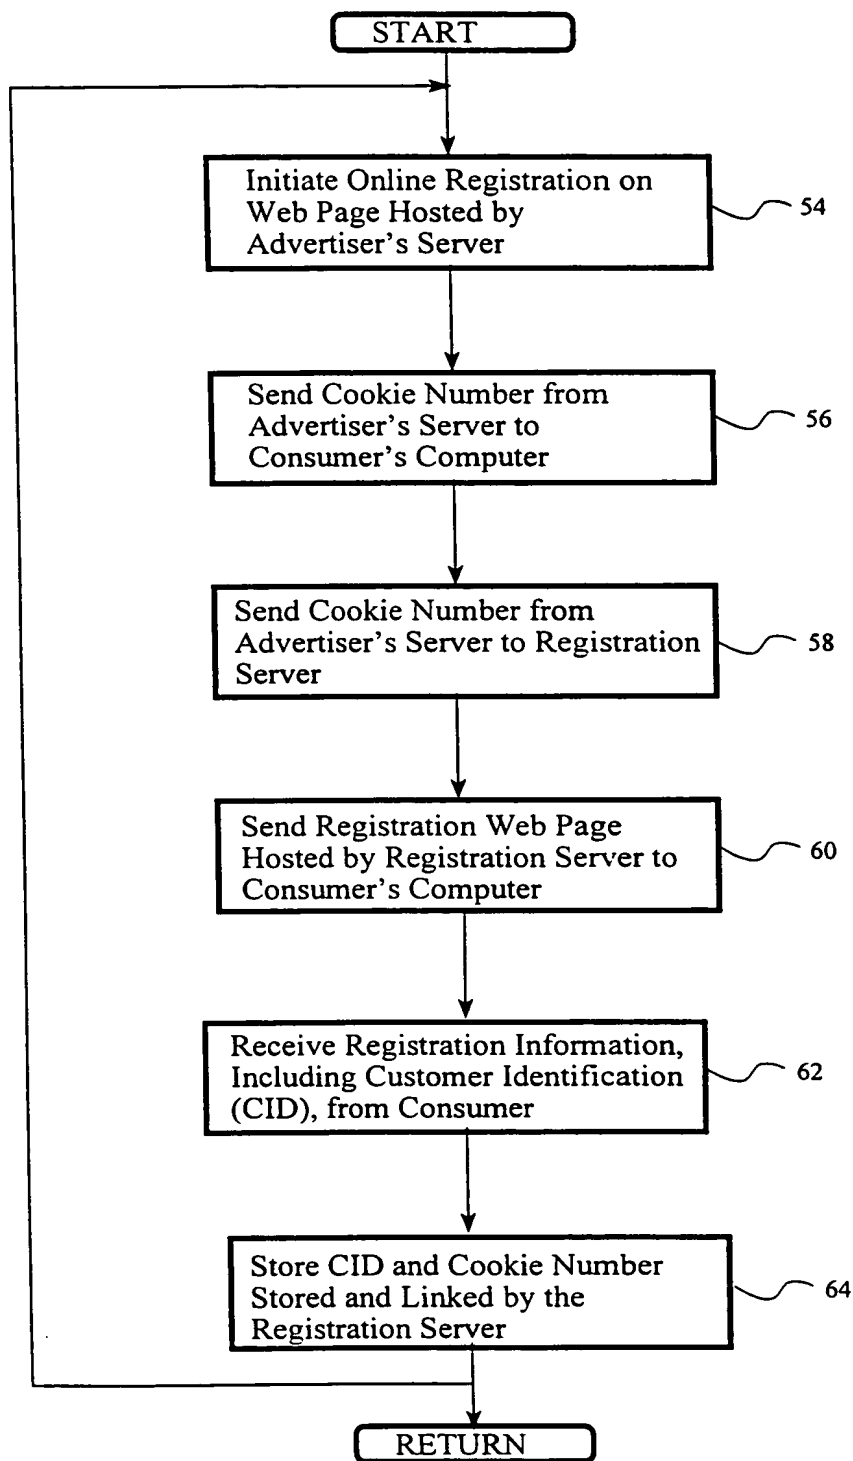 START
Initiate Online Registration on
Web Page Hosted by
Advertiser's Server
54
Send Cookie Number from
Advertiser's Server to
Consumer's Computer
56
Send Cookie Number from
Advertiser's Server to Registration
Server
58
Send Registration Web Page
Hosted by Registration Server to
Consumer's Computer
60
Receive Registration Information,
Including Customer Identification
(CID), from Consumer
62
Store CID and Cookie Number
Stored and Linked by the
Registration Server
64
RETURN